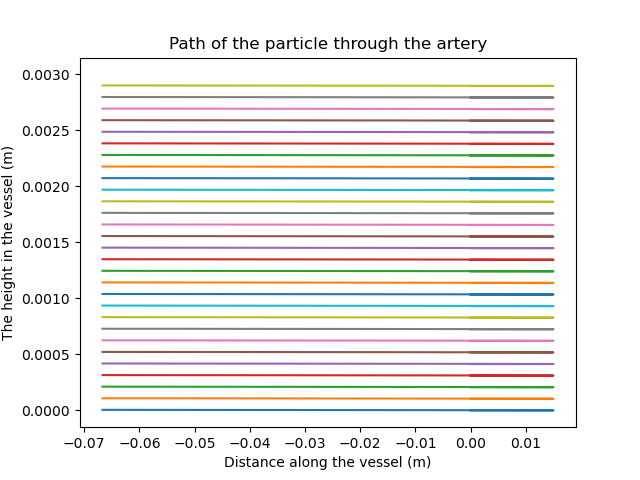 Path of the particle through the artery
0.0030
0.0025
0.0020
0.0015
0.0010
0.0005
0.0000
The height in the vessel (m)
−0.07 −0.06 −0.05 −0.04 −0.03 −0.02 −0.01 0.00 0.01
Distance along the vessel (m)